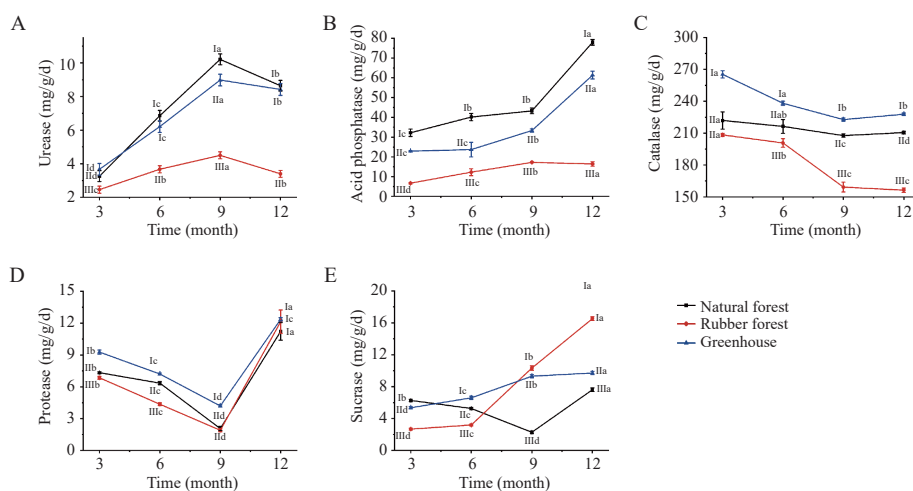 A
Urease (mg/g/d)
10
8
6
4
2
Ia
Ib
Ic
IIa
Ib
Ic
Id
IId
IIIc
IIb
IIIa
IIb
3 6 9 12
Time (month)
B
Acid phosphatase (mg/g/d)
80
70
60
50
40
30
20
10
0
Ia
Ib
Ib
Ic
IIa
IIc
IIc
IIb
IIId
IIIc
IIIb
IIIa
3 6 9 12
Time (month)
C
Catalase (mg/g/d)
300
270
240
210
180
150
Ia
Ia
Ib
Ib
IIa
IIab
IIa
IIIb
IIc
IId
IIIc
IIIc
3 6 9 12
Time (month)
D
Protease (mg/g/d)
15
12
9
6
3
0
Ia
Ic
Ia
Ib
Ic
Id
IIb
IIc
IId
IIIb
IIIc
IId
3 6 9 12
Time (month)
E
Sucrase (mg/g/d)
20
16
12
8
4
0
Ia
Ia
Ib
IIb
IIa
Ib
Ic
IId
IIc
IIIa
IIId
IIIc
IIId
3 6 9 12
Time (month)
Natural forest
Rubber forest
Greenhouse